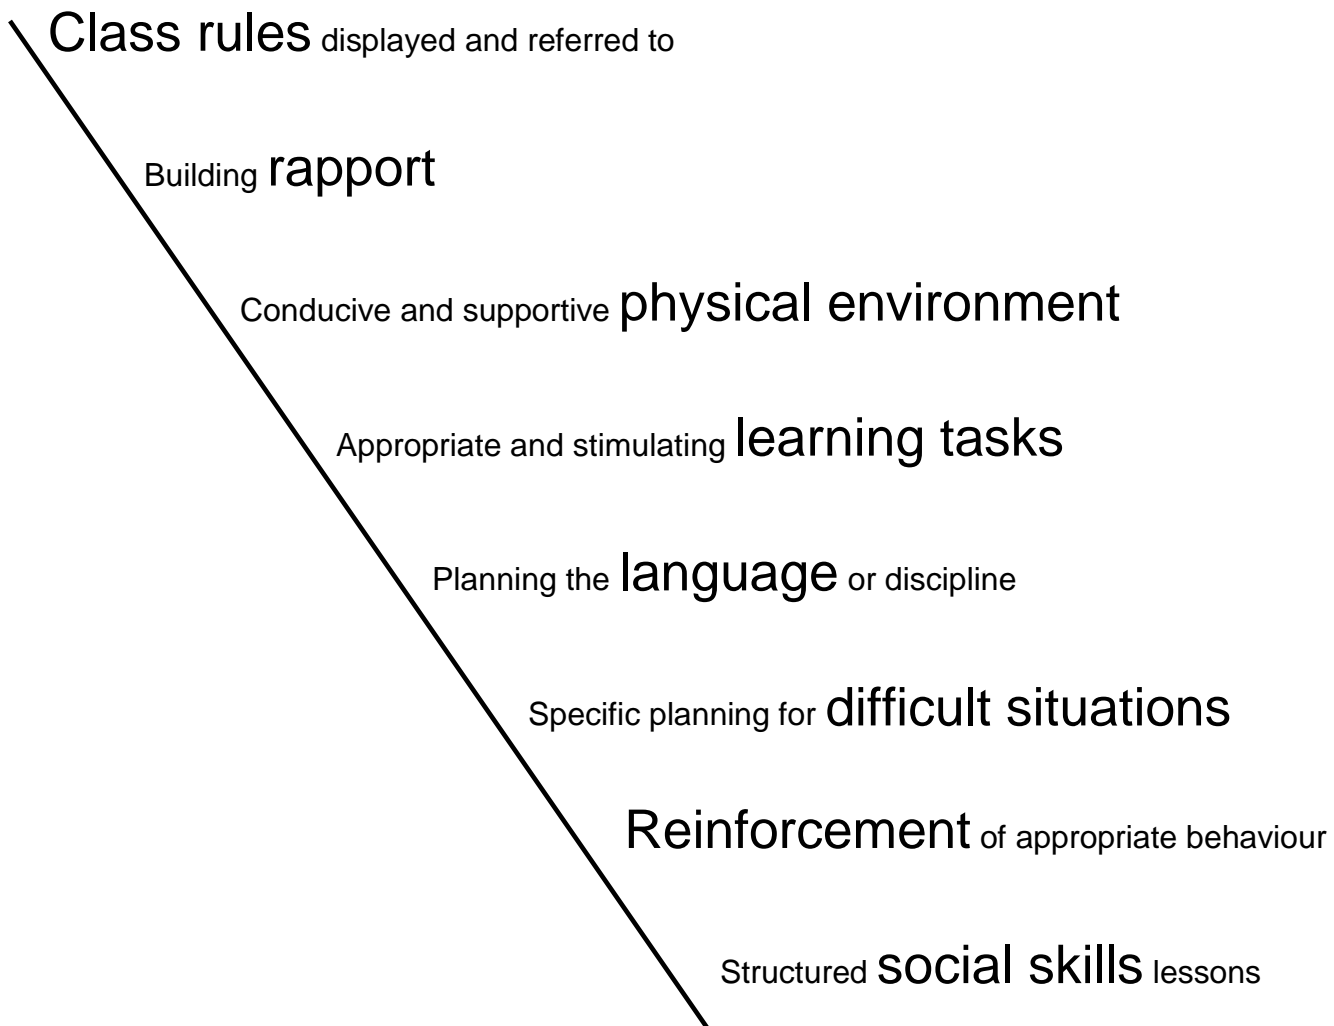 Class rules displayed and referred to
Building rapport
Conducive and supportive physical environment
Appropriate and stimulating learning tasks
Planning the language or discipline
Specific planning for difficult situations
Reinforcement of appropriate behaviour
Structured social skills lessons